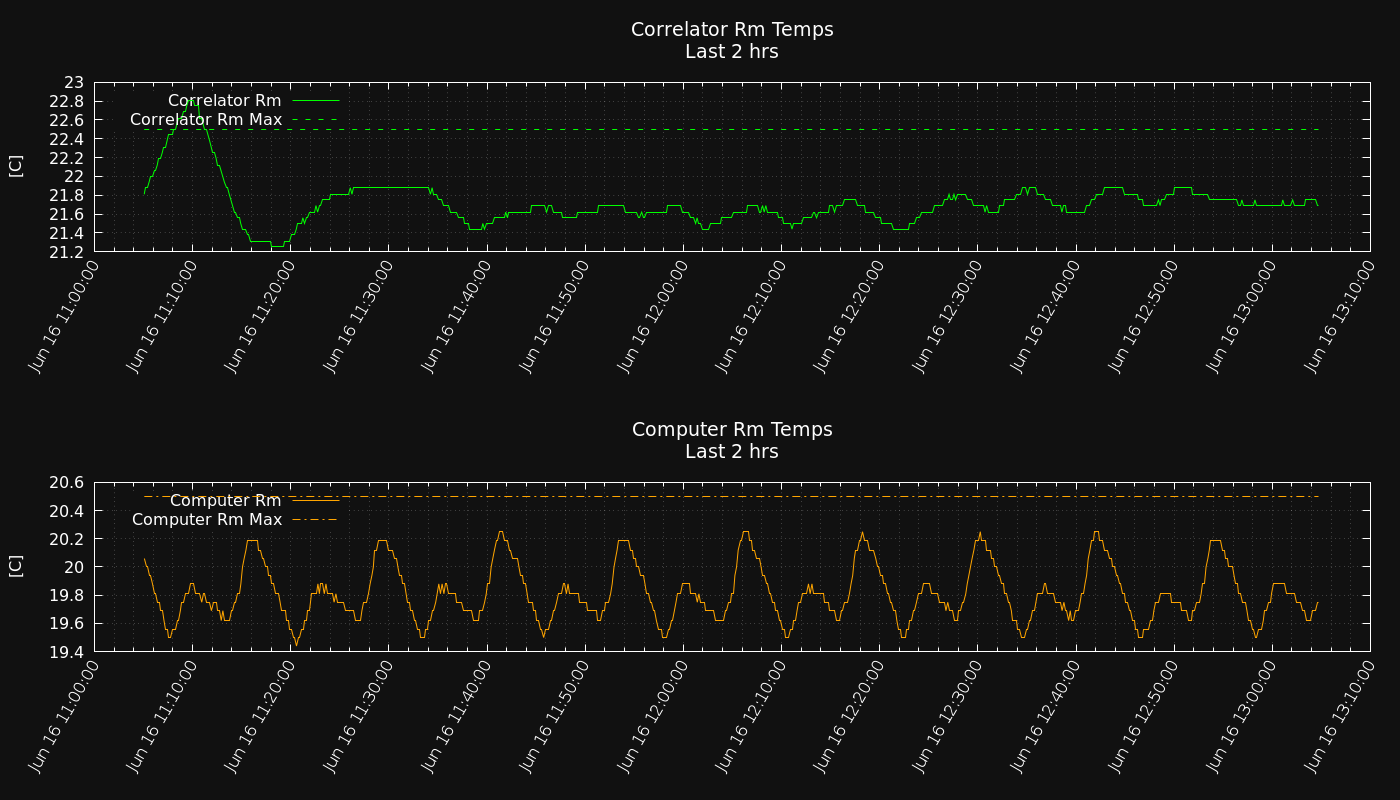 Correlator Rm Temps
Last 2 hrs
Correlator Rm
Correlator Rm Max
[C]
23
22.8
22.6
22.4
22.2
22
21.8
21.6
21.4
21.2
Jun 16 11:00:00
Jun 16 11:10:00
Jun 16 11:20:00
Jun 16 11:30:00
Jun 16 11:40:00
Jun 16 11:50:00
Jun 16 12:00:00
Jun 16 12:10:00
Jun 16 12:20:00
Jun 16 12:30:00
Jun 16 12:40:00
Jun 16 12:50:00
Jun 16 13:00:00
Jun 16 13:10:00
Computer Rm Temps
Last 2 hrs
Computer Rm
Computer Rm Max
[C]
20.6
20.4
20.2
20
19.8
19.6
19.4
Jun 16 11:00:00
Jun 16 11:10:00
Jun 16 11:20:00
Jun 16 11:30:00
Jun 16 11:40:00
Jun 16 11:50:00
Jun 16 12:00:00
Jun 16 12:10:00
Jun 16 12:20:00
Jun 16 12:30:00
Jun 16 12:40:00
Jun 16 12:50:00
Jun 16 13:00:00
Jun 16 13:10:00